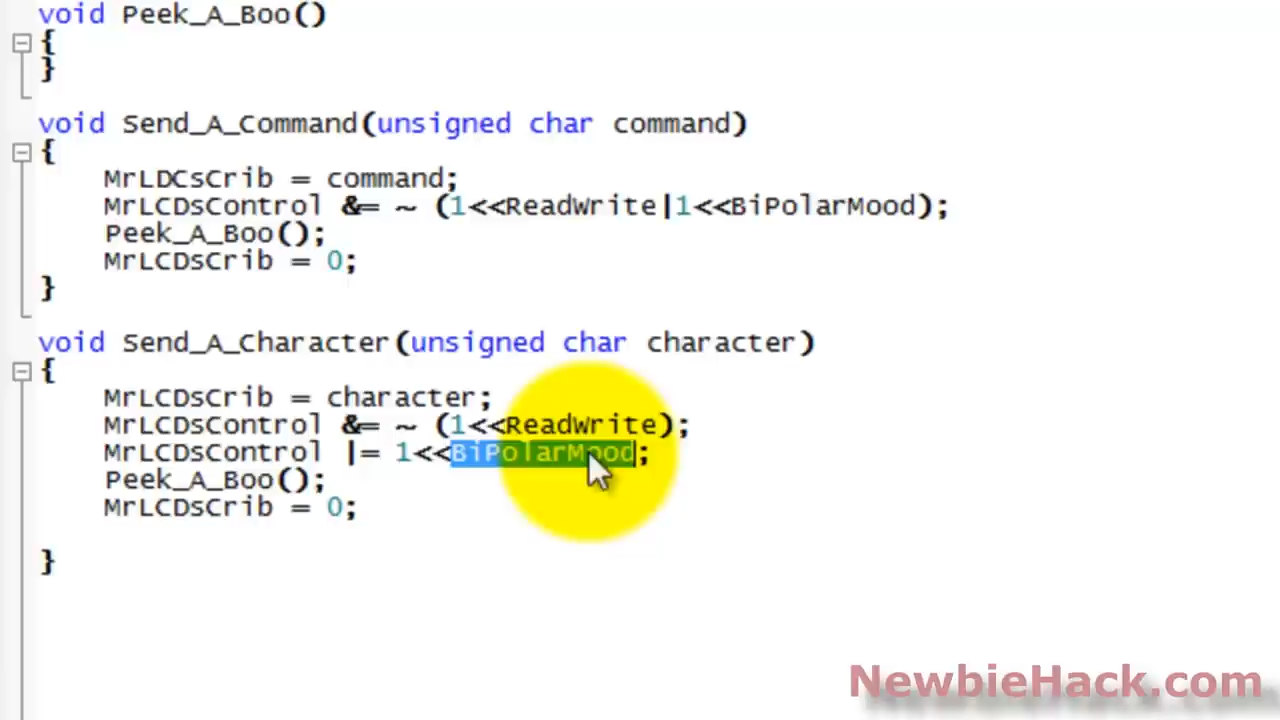 void Peek_A_Boo()
{
}
void Send_A_Command(unsigned char command)
{
MrLDCsCrib = command;
MrLCDsControl &= ~ (1<<ReadWrite|1<<BiPolarMood);
Peek_A_Boo();
MrLCDsCrib = 0;
}
void Send_A_Character(unsigned char character)
{
MrLCDsCrib = character;
MrLCDsControl &= ~ (1<<ReadWrite);
MrLCDsControl |= 1<<BiPolarMood;
Peek_A_Boo();
MrLCDsCrib = 0;
}
NewbieHack.com